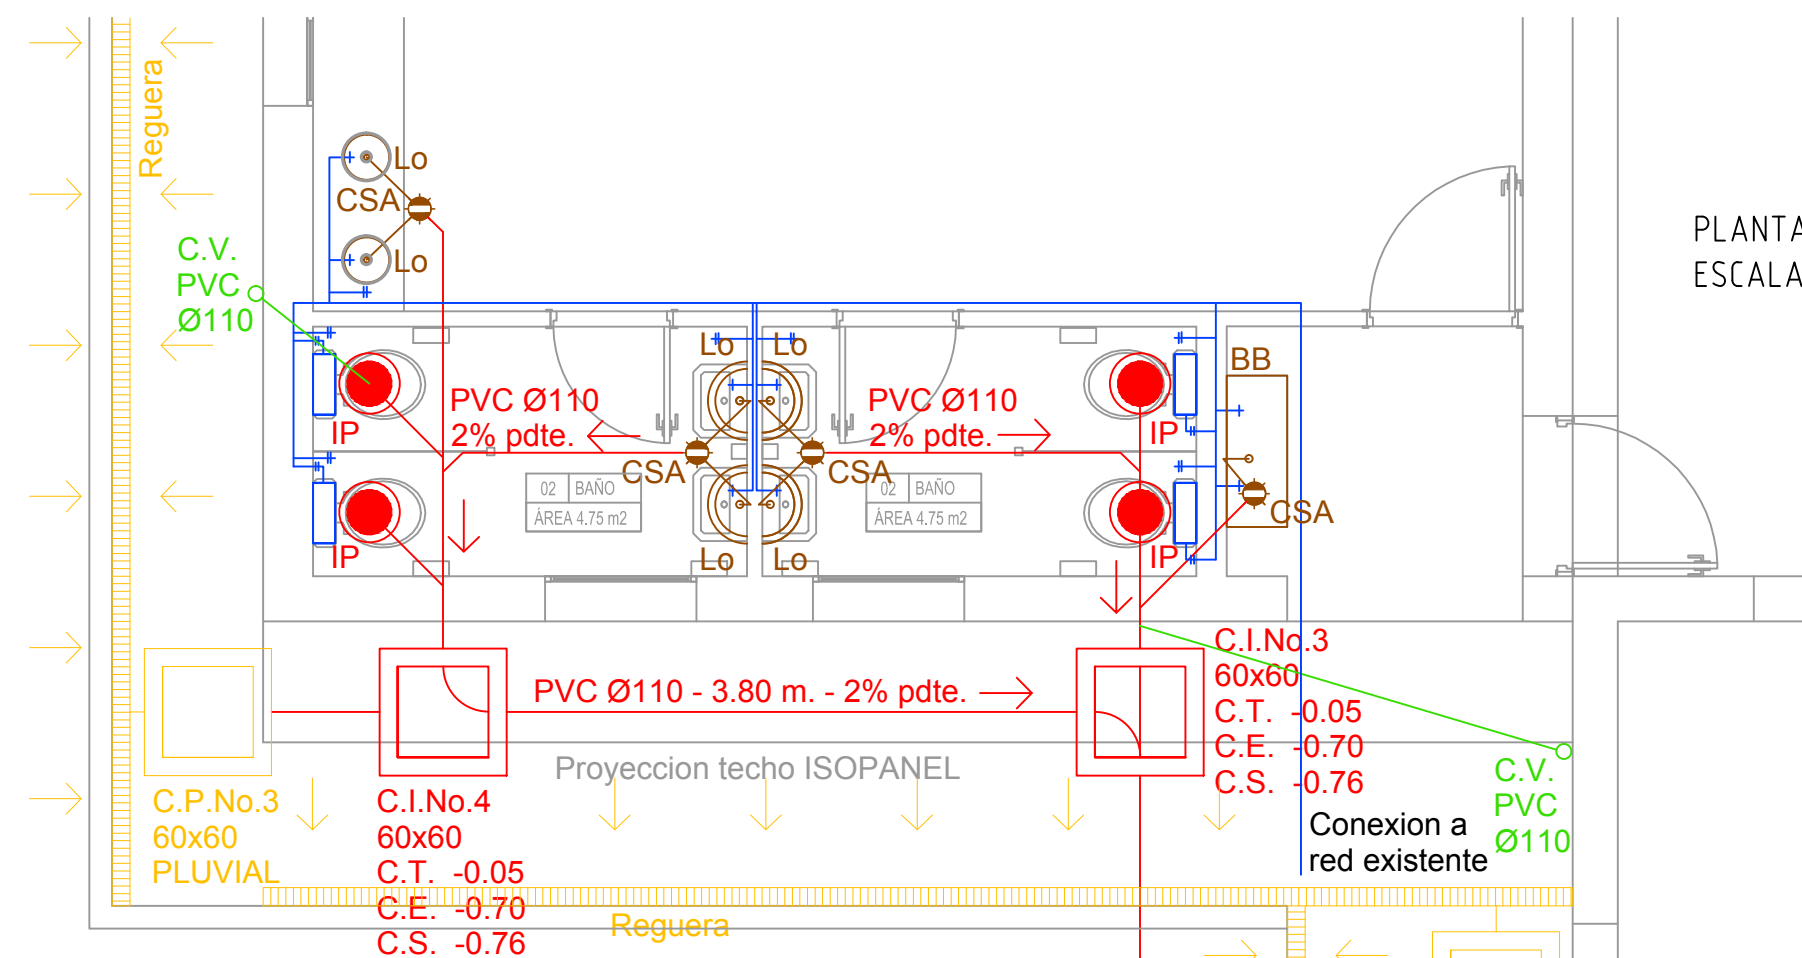 Reguera
Lo
CSA
Lo
C.V.
PVC
Ø110
PLANTA
ESCALA
Lo
Lo
BB
PVC Ø110
2% pdte.
PVC Ø110
2% pdte.
IP
IP
CSA
CSA
02 BAÑO
ÁREA 4.75 m2
02 BAÑO
ÁREA 4.75 m2
CSA
IP
Lo
Lo
IP
C.I.No.3
60x60
C.T. -0.05
C.E. -0.70
C.S. -0.76
PVC Ø110 - 3.80 m. - 2% pdte.
Proyeccion techo ISOPANEL
C.V.
PVC
Ø110
C.P.No.3
60x60
PLUVIAL
C.I.No.4
60x60
C.T. -0.05
C.E. -0.70
C.S. -0.76
Conexion a
red existente
Reguera